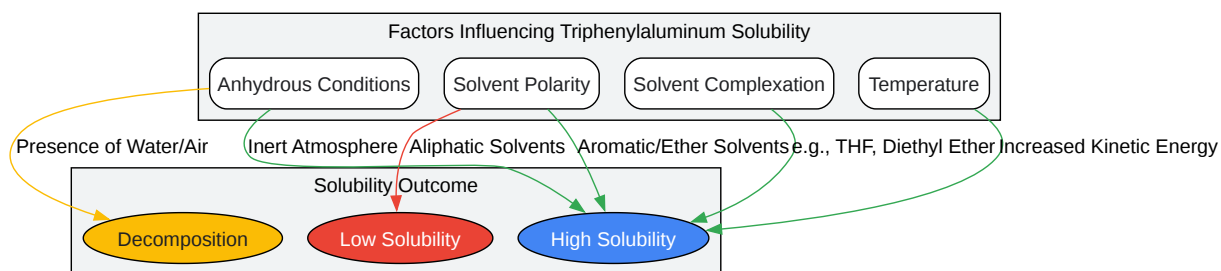 Factors Influencing Triphenylaluminum Solubility
Anhydrous Conditions
Solvent Polarity
Solvent Complexation
Temperature
Presence of Water/Air
Inert Atmosphere
Aliphatic Solvents
Aromatic/Ether Solvents
e.g., THF, Diethyl Ether
Increased Kinetic Energy
Solubility Outcome
Decomposition
Low Solubility
High Solubility